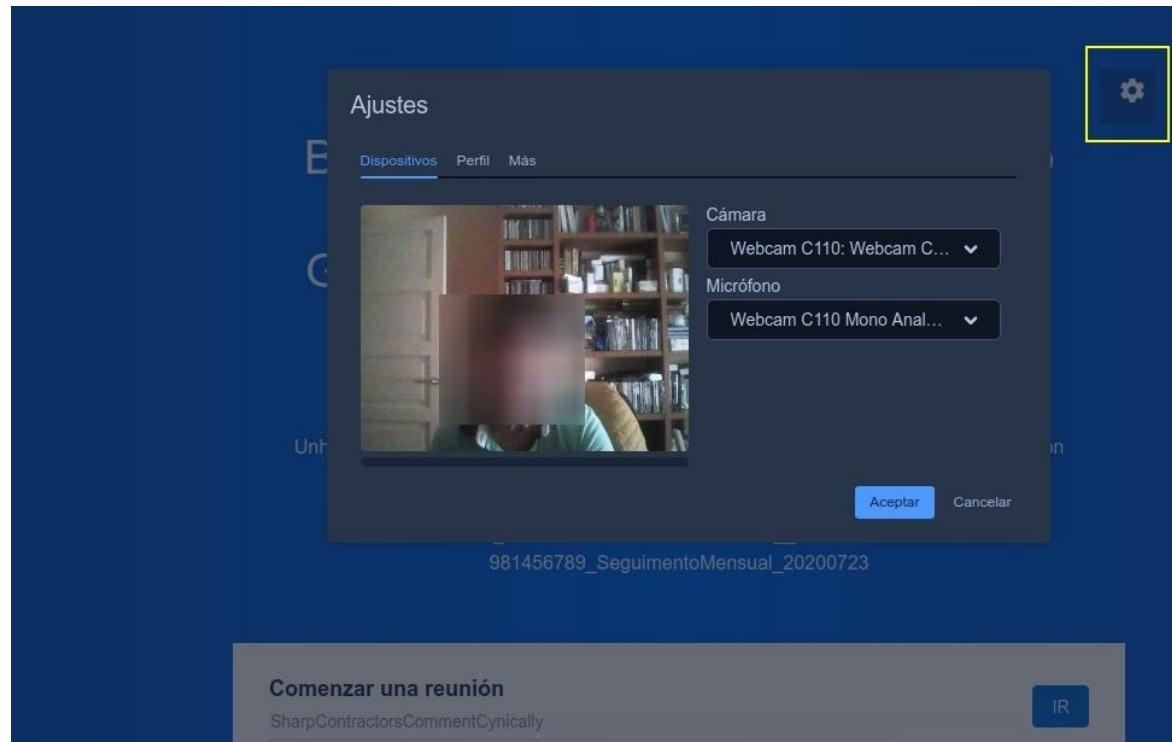 Ajustes
Dispositivos Perfil Más
Cámara
Webcam C110: Webcam C...
Micrófono
Webcam C110 Mono Anal...
Aceptar Cancelar
981456789_SeguimentoMensual_20200723
Comenzar una reunión
SharpContractorsCommentCynically
IR